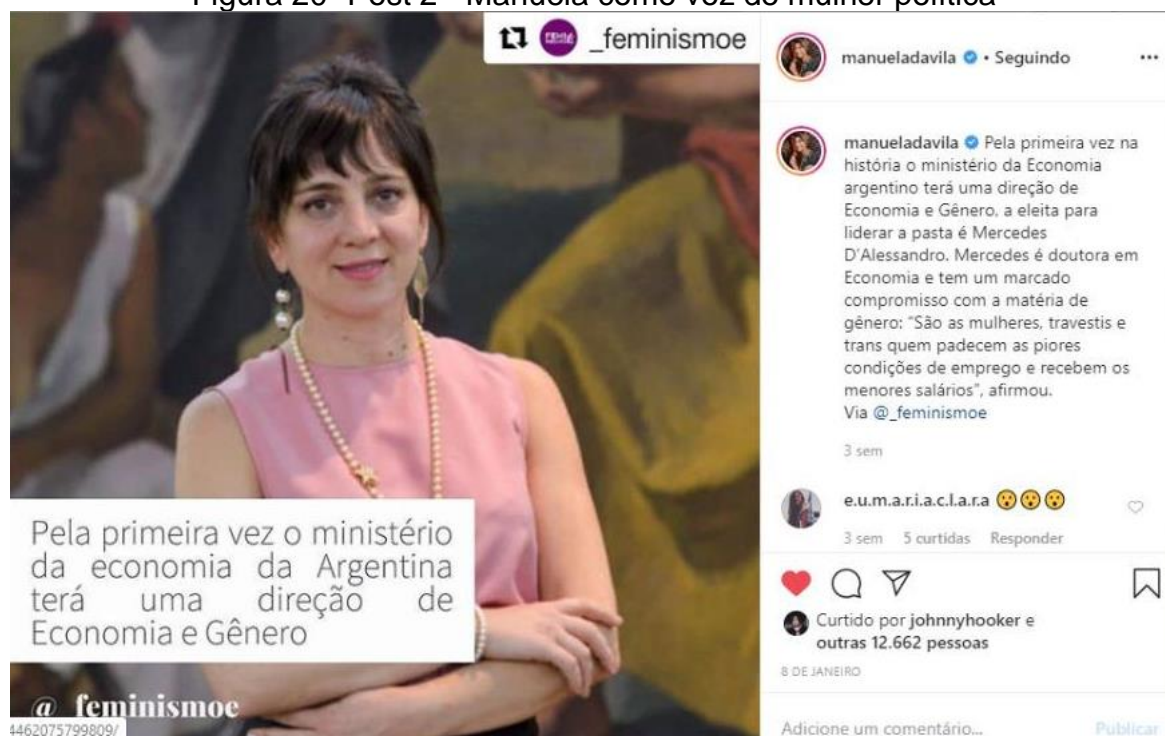 Figura 20- Post 2 - Manuela como voz de mulher política
_feminismoe
Pela primeira vez o ministério
da economia da Argentina
terá uma direção de
Economia e Gênero
@_feminismoe
4462075799809/
manueladavila • Seguindo
manueladavila Pela primeira vez na
história o ministério da Economia
argentino terá uma direção de
Economia e Gênero, a eleita para
liderar a pasta é Mercedes
D'Alessandro. Mercedes é doutora em
Economia e tem um marcado
compromisso com a matéria de
gênero: "São as mulheres, travestis e
trans quem padecem as piores
condições de emprego e recebem os
menores salários", afirmou.
Via @_feminismoe
3 sem
e.u.m.a.r.i.a.c.l.a.r.a 😮😮😮
3 sem 5 curtidas Responder
Curtido por johnnyhooker e
outras 12.662 pessoas
8 DE JANEIRO
Adicione um comentário... Publicar